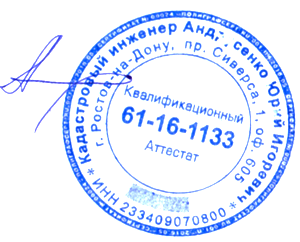 * Кадастровый инженер Юрий Игоревич *
г. Ростов-на-Дону, пр. Сиверса, 1, оф 605
ИНН 233409070800
Квалификационный
61-16-1133
Аттестат